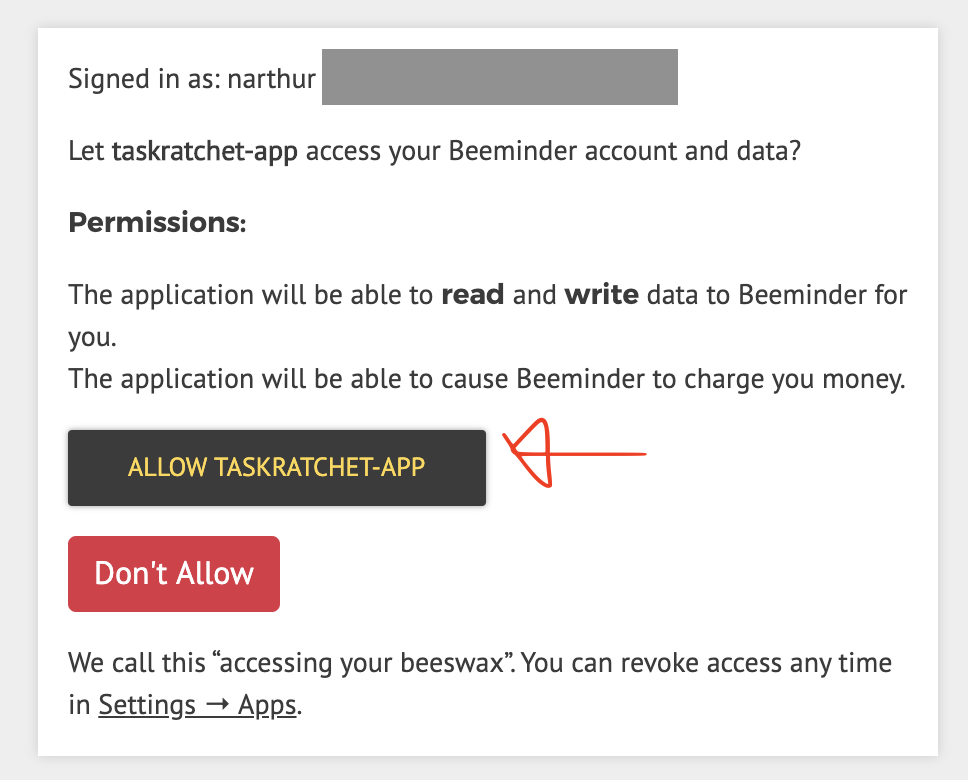 Signed in as: narthur
Let taskratchet-app access your Beeminder account and data?
Permissions:
The application will be able to read and write data to Beeminder for
you.
The application will be able to cause Beeminder to charge you money.
ALLOW TASKRATCHET-APP
Don't Allow
We call this “accessing your beeswax”. You can revoke access any time
in Settings → Apps.